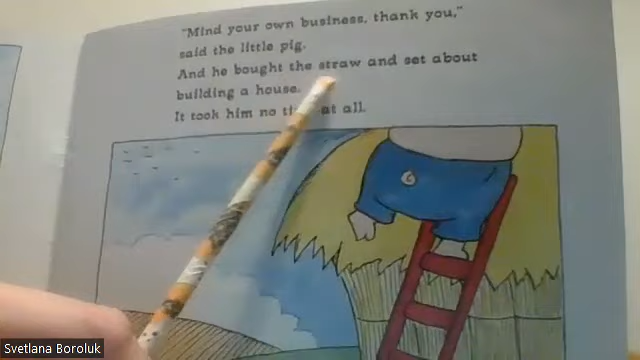 "Mind your own business, thank you,"
said the little pig.
And he bought the straw and set about
building a house.
It took him no at all.
Svetlana Boroluk